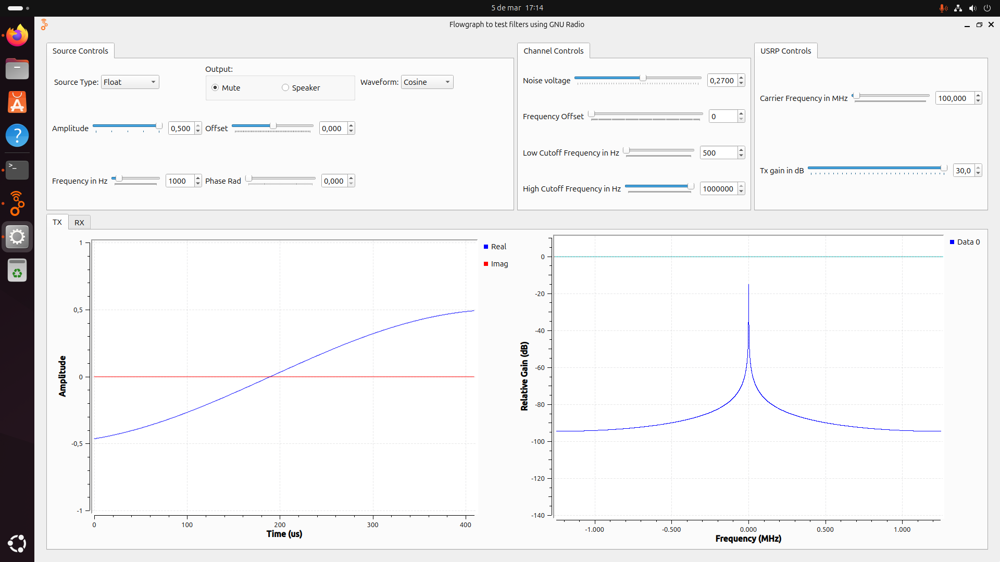 5 de mar 17:14
Flowgraph to test filters using GNU Radio
Source Controls
Output:
Source Type: Float
Mute
Speaker
Waveform: Cosine
Amplitude 0,500
Offset 0,000
Frequency in Hz 1000
Phase Rad 0,000
Channel Controls
Noise voltage 0,2700
Frequency Offset 0
Low Cutoff Frequency in Hz 500
High Cutoff Frequency in Hz 1000000
USRP Controls
Carrier Frequency in MHz 100,000
Tx gain in dB 30,0
TX
RX
1
0,5
0
-0,5
-1
Amplitude
0 100 200 300 400
Time (us)
Real
Imag
0
-20
-40
-60
-80
-100
-120
-140
Relative Gain (dB)
-1.000 -0.500 0.000 0.500 1.000
Frequency (MHz)
Data 0
>_
?